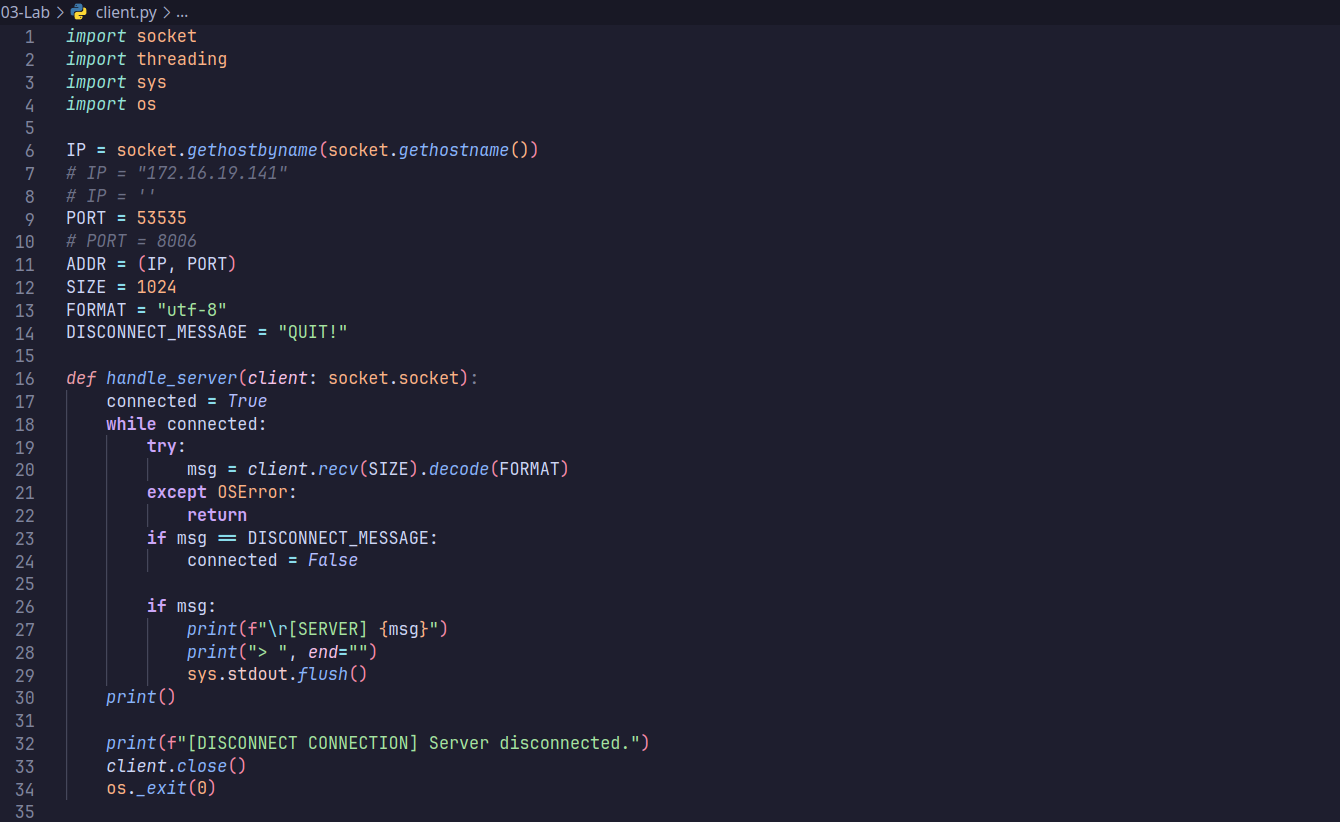 03-Lab > client.py > ...
1 import socket
2 import threading
3 import sys
4 import os
5
6 IP = socket.gethostbyname(socket.gethostname())
7 # IP = "172.16.19.141"
8 # IP = ''
9 PORT = 53535
10 # PORT = 8006
11 ADDR = (IP, PORT)
12 SIZE = 1024
13 FORMAT = "utf-8"
14 DISCONNECT_MESSAGE = "QUIT!"
15
16 def handle_server(client: socket.socket):
17     connected = True
18     while connected:
19         try:
20             msg = client.recv(SIZE).decode(FORMAT)
21         except OSError:
22             return
23         if msg == DISCONNECT_MESSAGE:
24             connected = False
25
26         if msg:
27             print(f"\r[SERVER] {msg}")
28             print("> ", end="")
29             sys.stdout.flush()
30     print()
31
32     print(f"[DISCONNECT CONNECTION] Server disconnected.")
33     client.close()
34     os._exit(0)
35